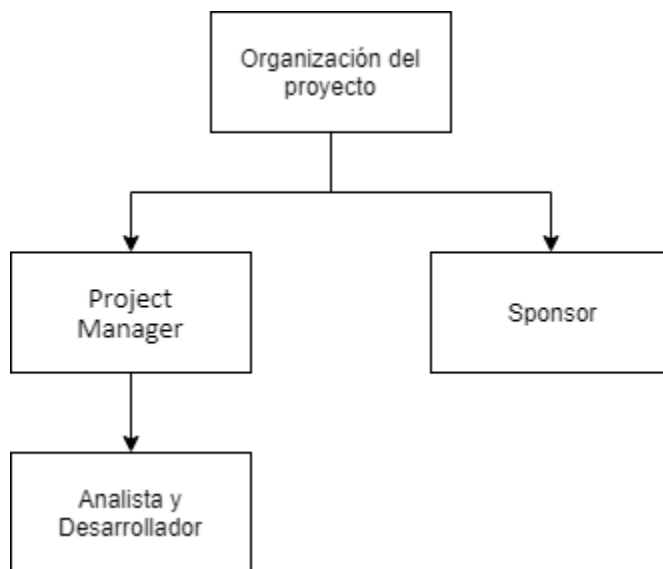 Organización del
proyecto
Project
Manager
Sponsor
Analista y
Desarrollador